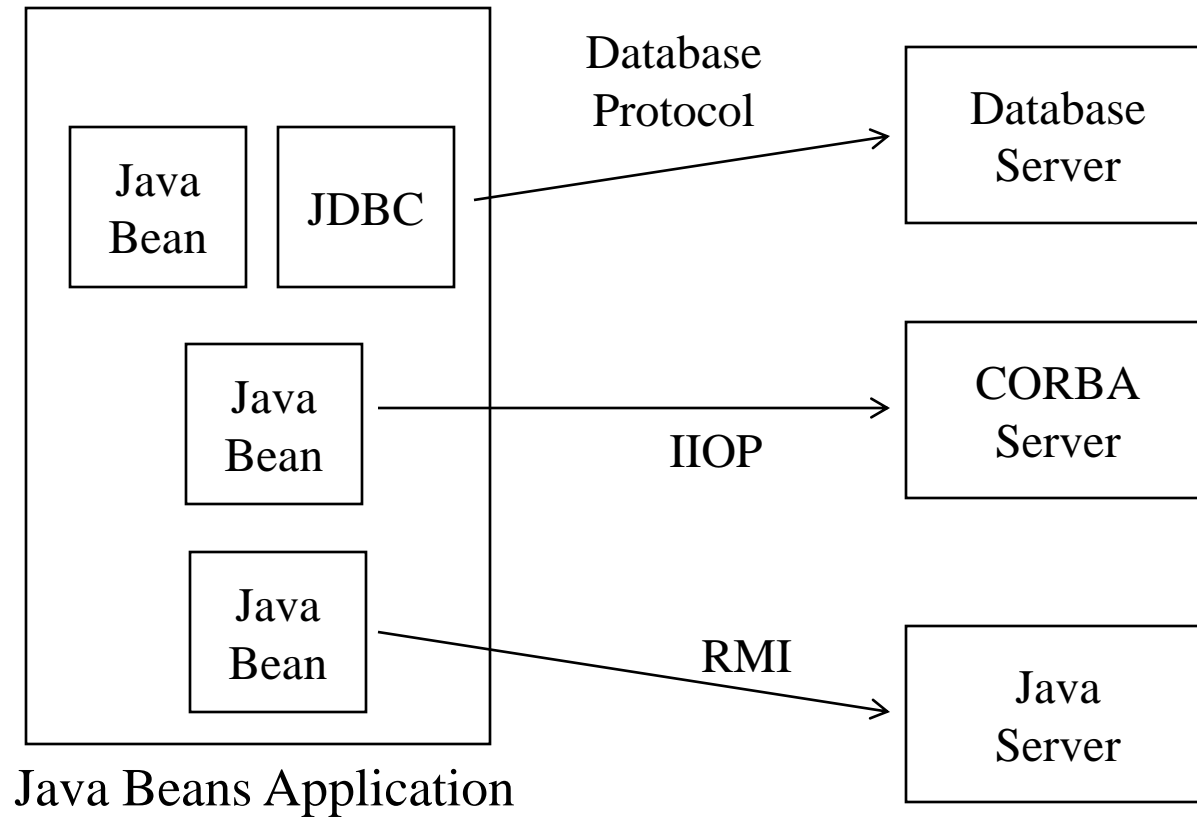 Database
Protocol
Database
Server
Java
Bean
JDBC
CORBA
Server
Java
Bean
IIOP
Java
Bean
RMI
Java
Server
Java Beans Application